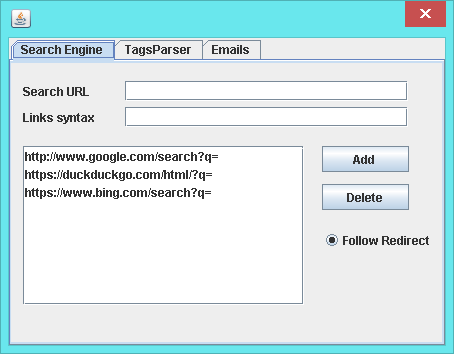 Search Engine
TagsParser
Emails
Search URL
Links syntax
http://www.google.com/search?q=
https://duckduckgo.com/html/?q=
https://www.bing.com/search?q=
Add
Delete
Follow Redirect